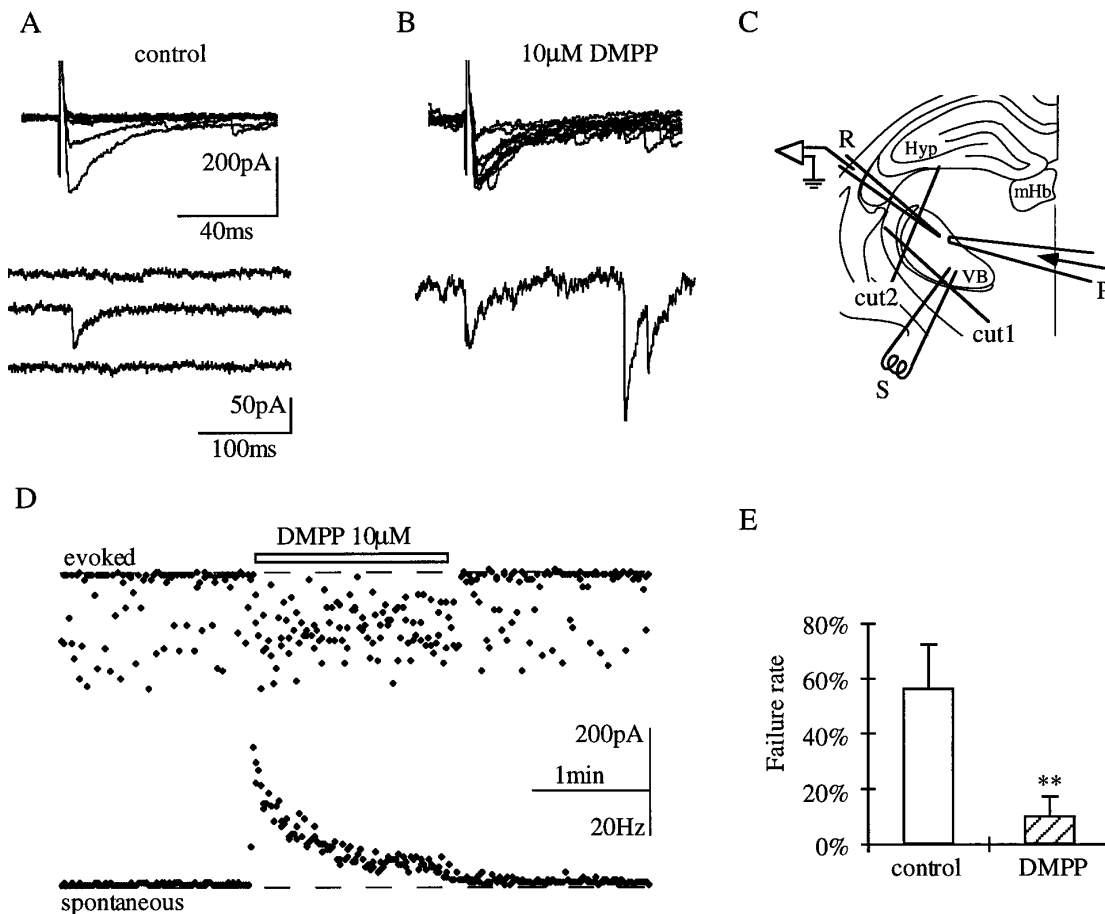 A
control
200pA
40ms
50pA
100ms
B
10µM DMPP
C
R
Hyp
mHb
VB
P
cut2
cut1
S
D
evoked
DMPP 10µM
200pA
1min
20Hz
spontaneous
E
Failure rate
80%
60%
40%
20%
0%
**
control
DMPP